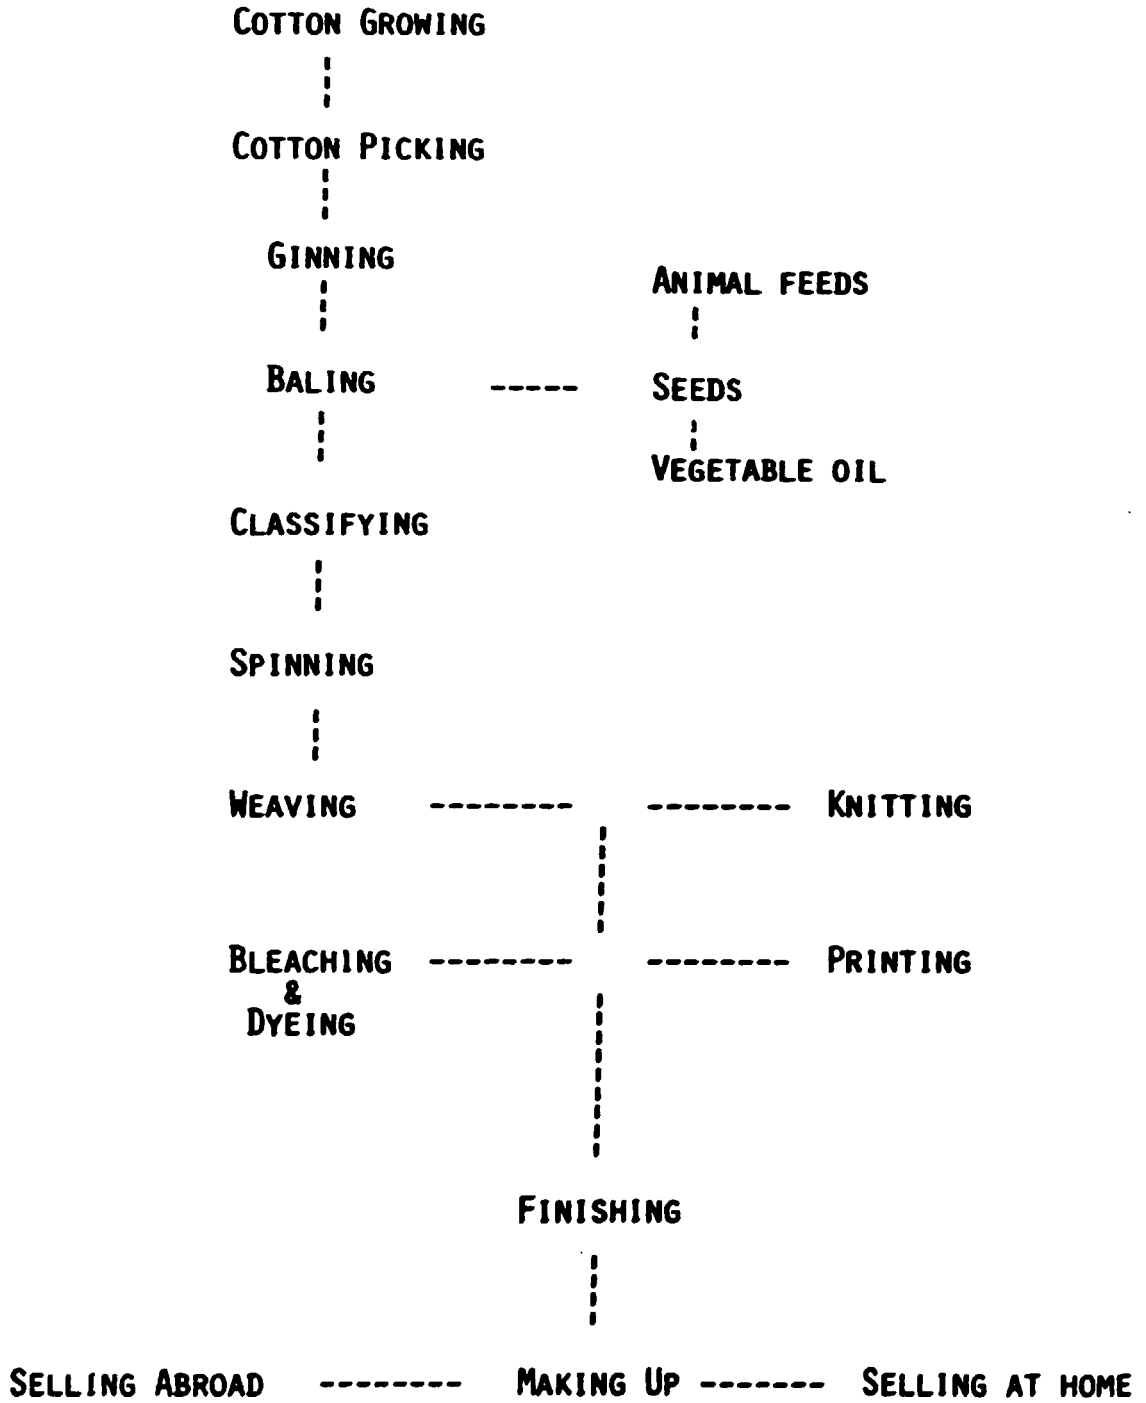 COTTON GROWING
COTTON PICKING
GINNING
ANIMAL FEEDS
BALING SEEDS
VEGETABLE OIL
CLASSIFYING
SPINNING
WEAVING KNITTING
BLEACHING PRINTING
&
DYEING
FINISHING
SELLING ABROAD MAKING UP SELLING AT HOME